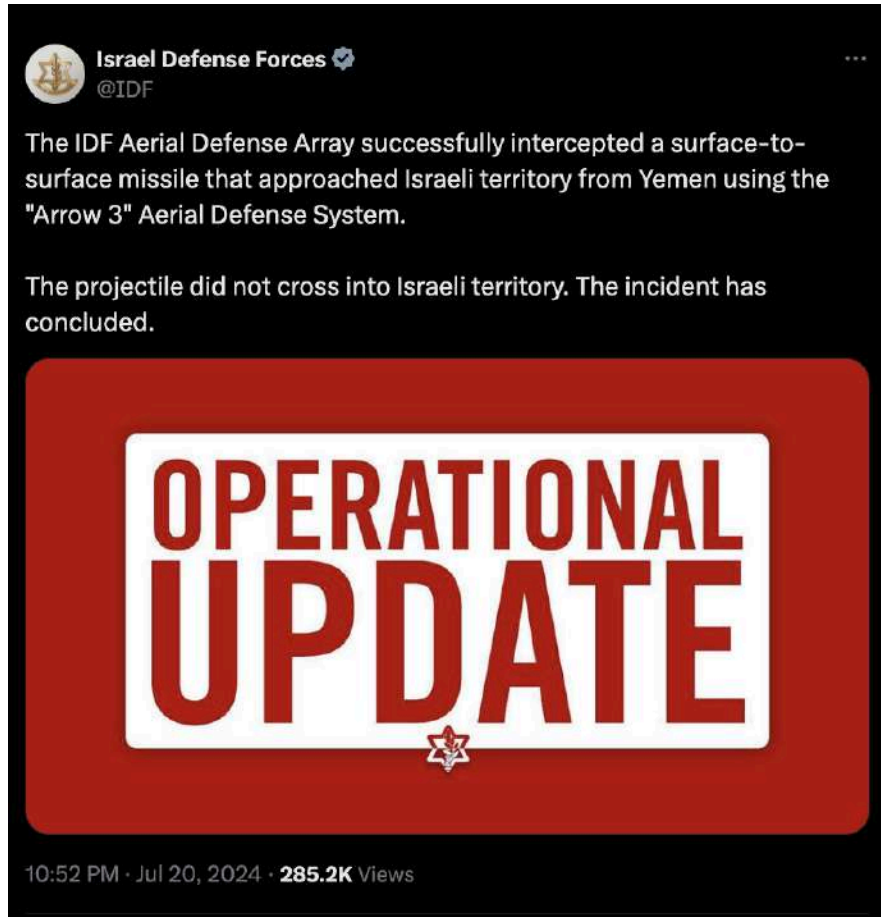 Israel Defense Forces
@IDF
The IDF Aerial Defense Array successfully intercepted a surface-to-
surface missile that approached Israeli territory from Yemen using the
"Arrow 3" Aerial Defense System.
The projectile did not cross into Israeli territory. The incident has
concluded.
OPERATIONAL
UPDATE
10:52 PM · Jul 20, 2024 · 285.2K Views